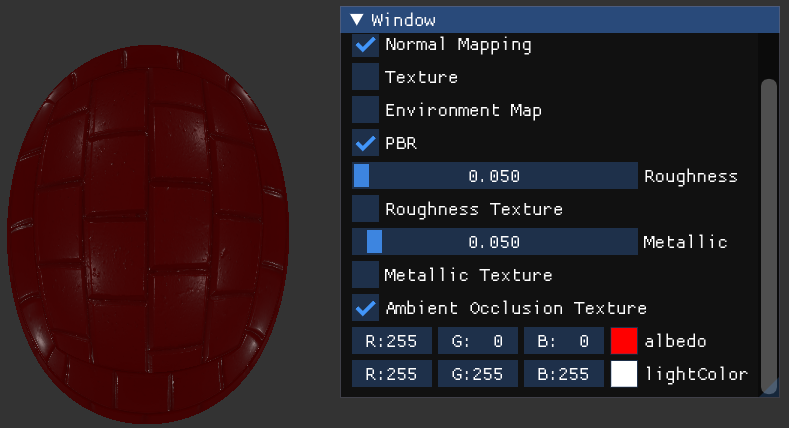 Window
Normal Mapping
Texture
Environment Map
PBR
0.050 Roughness
Roughness Texture
0.050 Metallic
Metallic Texture
Ambient Occlusion Texture
R:255 G: 0 B: 0 albedo
R:255 G:255 B:255 lightColor